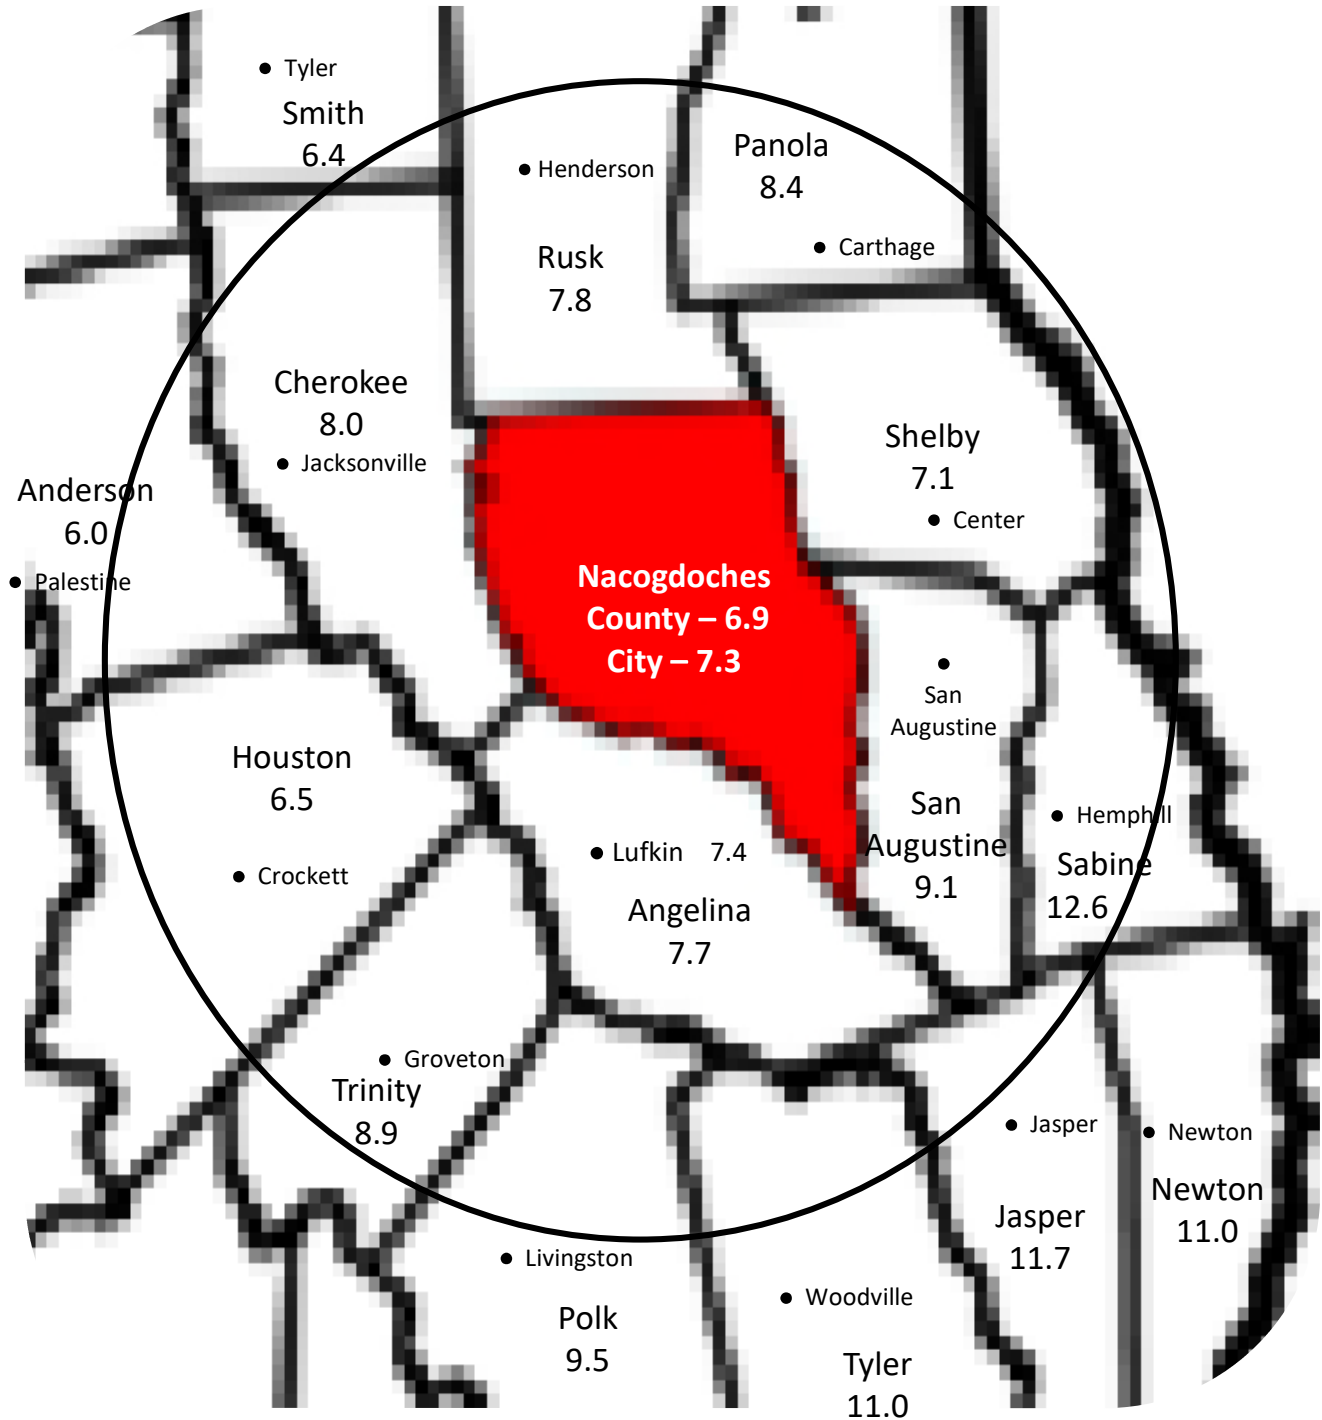 Tyler
Smith
6.4
Henderson
Panola
8.4
Carthage
Rusk
7.8
Cherokee
8.0
Jacksonville
Shelby
7.1
Center
Anderson
6.0
Palestine
Nacogdoches
County – 6.9
City – 7.3
San
Augustine
Houston
6.5
Crockett
Lufkin 7.4
Angelina
7.7
San
Augustine
9.1
Hemphill
Sabine
12.6
Groveton
Trinity
8.9
Jasper
Jasper
11.7
Newton
Newton
11.0
Livingston
Polk
9.5
Woodville
Tyler
11.0